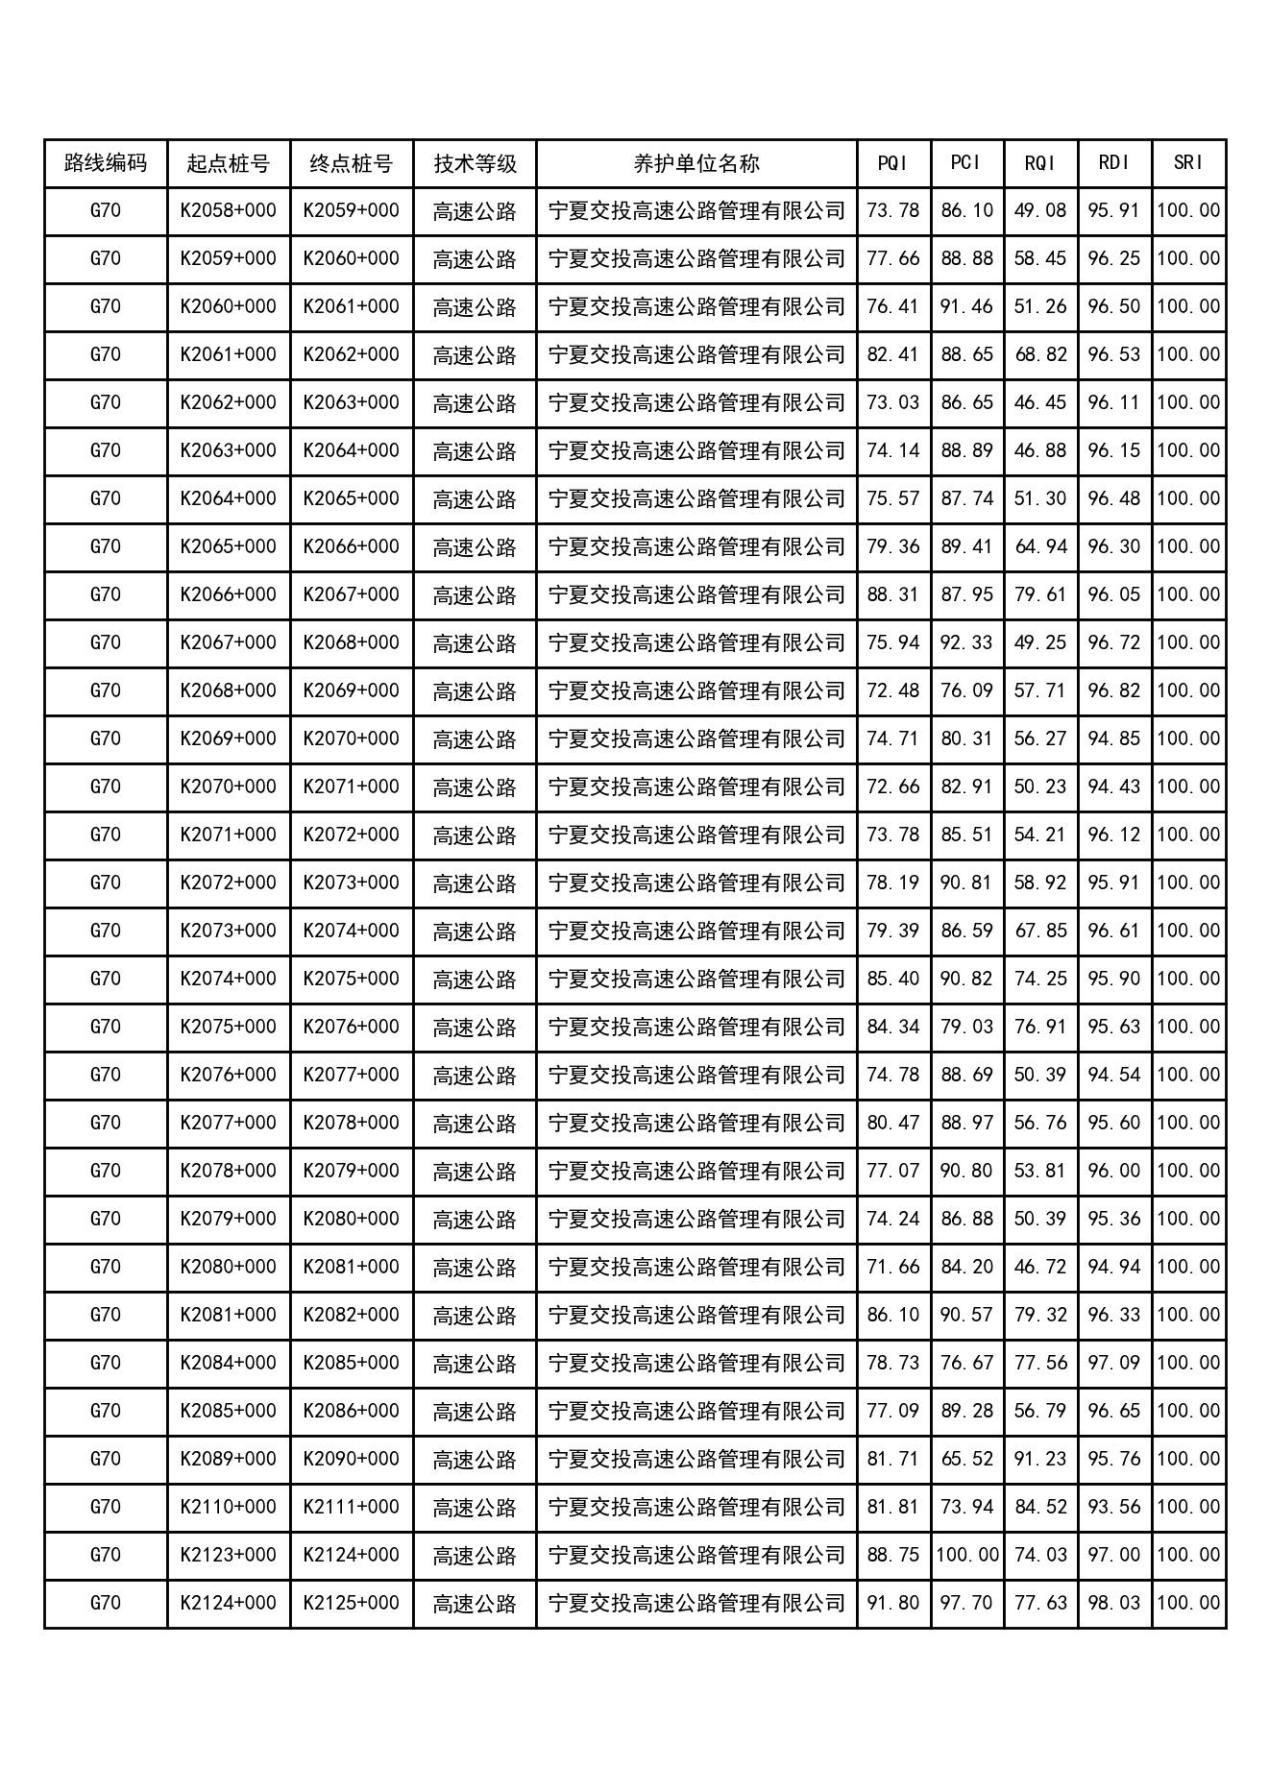 路线编码 起点桩号 终点桩号 技术等级 养护单位名称 PQI PCI RQI RDI SRI
G70 K2058+000 K2059+000 高速公路 宁夏交投高速公路管理有限公司 73.78 86.10 49.08 95.91 100.00
G70 K2059+000 K2060+000 高速公路 宁夏交投高速公路管理有限公司 77.66 88.88 58.45 96.25 100.00
G70 K2060+000 K2061+000 高速公路 宁夏交投高速公路管理有限公司 76.41 91.46 51.26 96.50 100.00
G70 K2061+000 K2062+000 高速公路 宁夏交投高速公路管理有限公司 82.41 88.65 68.82 96.53 100.00
G70 K2062+000 K2063+000 高速公路 宁夏交投高速公路管理有限公司 73.03 86.65 46.45 96.11 100.00
G70 K2063+000 K2064+000 高速公路 宁夏交投高速公路管理有限公司 74.14 88.89 46.88 96.15 100.00
G70 K2064+000 K2065+000 高速公路 宁夏交投高速公路管理有限公司 75.57 87.74 51.30 96.48 100.00
G70 K2065+000 K2066+000 高速公路 宁夏交投高速公路管理有限公司 79.36 89.41 64.94 96.30 100.00
G70 K2066+000 K2067+000 高速公路 宁夏交投高速公路管理有限公司 88.31 87.95 79.61 96.05 100.00
G70 K2067+000 K2068+000 高速公路 宁夏交投高速公路管理有限公司 75.94 92.33 49.25 96.72 100.00
G70 K2068+000 K2069+000 高速公路 宁夏交投高速公路管理有限公司 72.48 76.09 57.71 96.82 100.00
G70 K2069+000 K2070+000 高速公路 宁夏交投高速公路管理有限公司 74.71 80.31 56.27 94.85 100.00
G70 K2070+000 K2071+000 高速公路 宁夏交投高速公路管理有限公司 72.66 82.91 50.23 94.43 100.00
G70 K2071+000 K2072+000 高速公路 宁夏交投高速公路管理有限公司 73.78 85.51 54.21 96.12 100.00
G70 K2072+000 K2073+000 高速公路 宁夏交投高速公路管理有限公司 78.19 90.81 58.92 95.91 100.00
G70 K2073+000 K2074+000 高速公路 宁夏交投高速公路管理有限公司 79.39 86.59 67.85 96.61 100.00
G70 K2074+000 K2075+000 高速公路 宁夏交投高速公路管理有限公司 85.40 90.82 74.25 95.90 100.00
G70 K2075+000 K2076+000 高速公路 宁夏交投高速公路管理有限公司 84.34 79.03 76.91 95.63 100.00
G70 K2076+000 K2077+000 高速公路 宁夏交投高速公路管理有限公司 74.78 88.69 50.39 94.54 100.00
G70 K2077+000 K2078+000 高速公路 宁夏交投高速公路管理有限公司 80.47 88.97 56.76 95.60 100.00
G70 K2078+000 K2079+000 高速公路 宁夏交投高速公路管理有限公司 77.07 90.80 53.81 96.00 100.00
G70 K2079+000 K2080+000 高速公路 宁夏交投高速公路管理有限公司 74.24 86.88 50.39 95.36 100.00
G70 K2080+000 K2081+000 高速公路 宁夏交投高速公路管理有限公司 71.66 84.20 46.72 94.94 100.00
G70 K2081+000 K2082+000 高速公路 宁夏交投高速公路管理有限公司 86.10 90.57 79.32 96.33 100.00
G70 K2084+000 K2085+000 高速公路 宁夏交投高速公路管理有限公司 78.73 76.67 77.56 97.09 100.00
G70 K2085+000 K2086+000 高速公路 宁夏交投高速公路管理有限公司 77.09 89.28 56.79 96.65 100.00
G70 K2089+000 K2090+000 高速公路 宁夏交投高速公路管理有限公司 81.71 65.52 91.23 95.76 100.00
G70 K2110+000 K2111+000 高速公路 宁夏交投高速公路管理有限公司 81.81 73.94 84.52 93.56 100.00
G70 K2123+000 K2124+000 高速公路 宁夏交投高速公路管理有限公司 88.75 100.00 74.03 97.00 100.00
G70 K2124+000 K2125+000 高速公路 宁夏交投高速公路管理有限公司 91.80 97.70 77.63 98.03 100.00